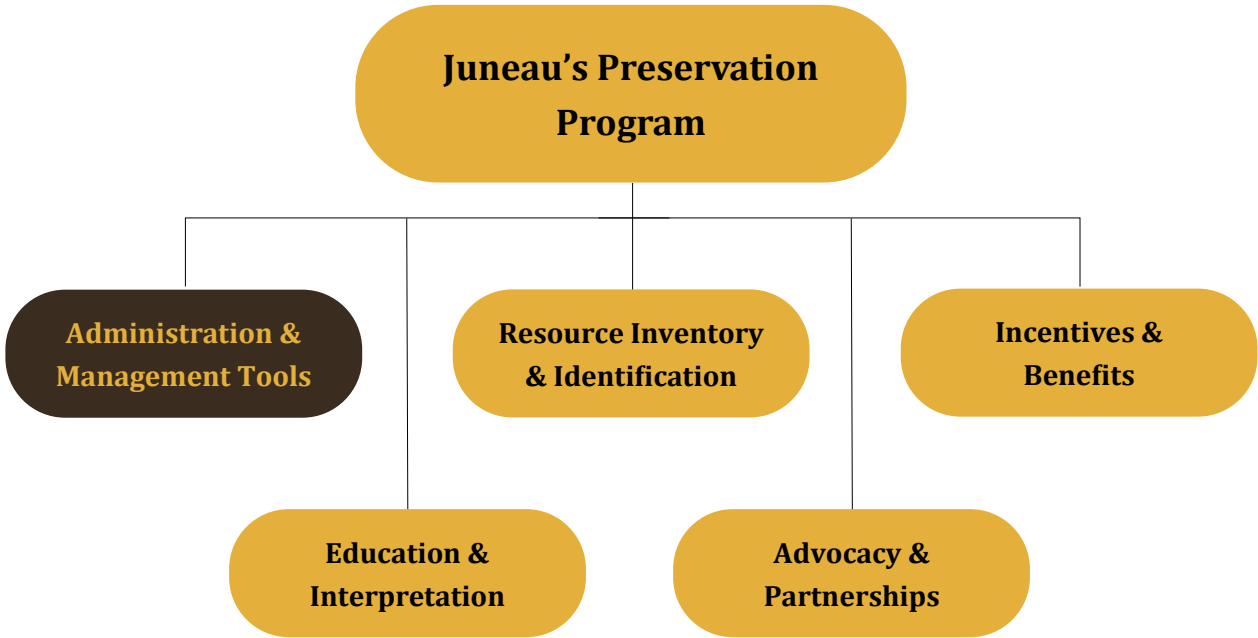 Juneau’s Preservation
Program
Administration &
Management Tools
Resource Inventory
& Identification
Incentives &
Benefits
Education &
Interpretation
Advocacy &
Partnerships